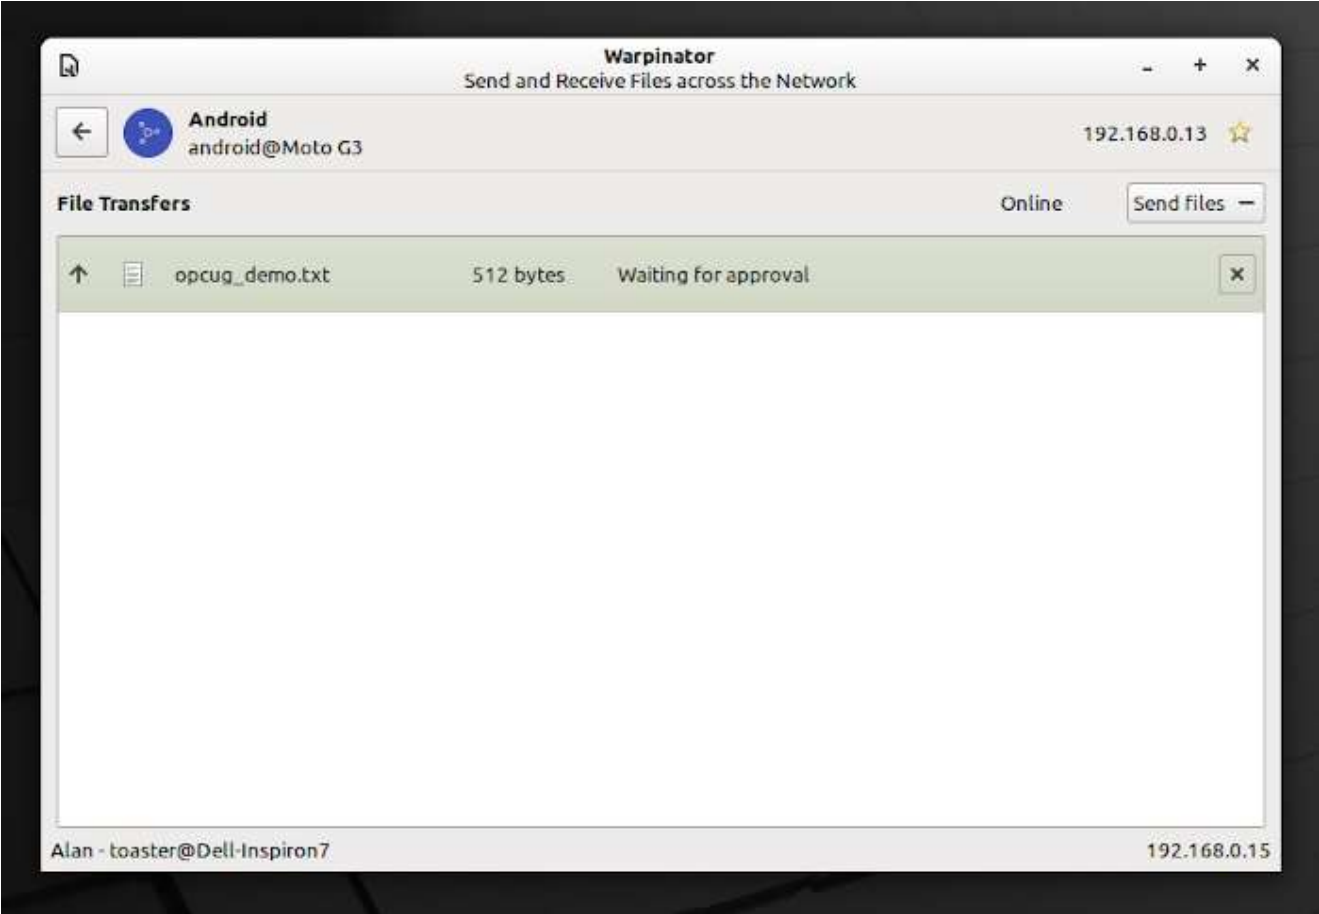 Warpinator
Send and Receive Files across the Network
Android
android@Moto G3
192.168.0.13
File Transfers
Online
Send files
opcug_demo.txt
512 bytes
Waiting for approval
Alan - toaster@Dell-Inspiron7
192.168.0.15